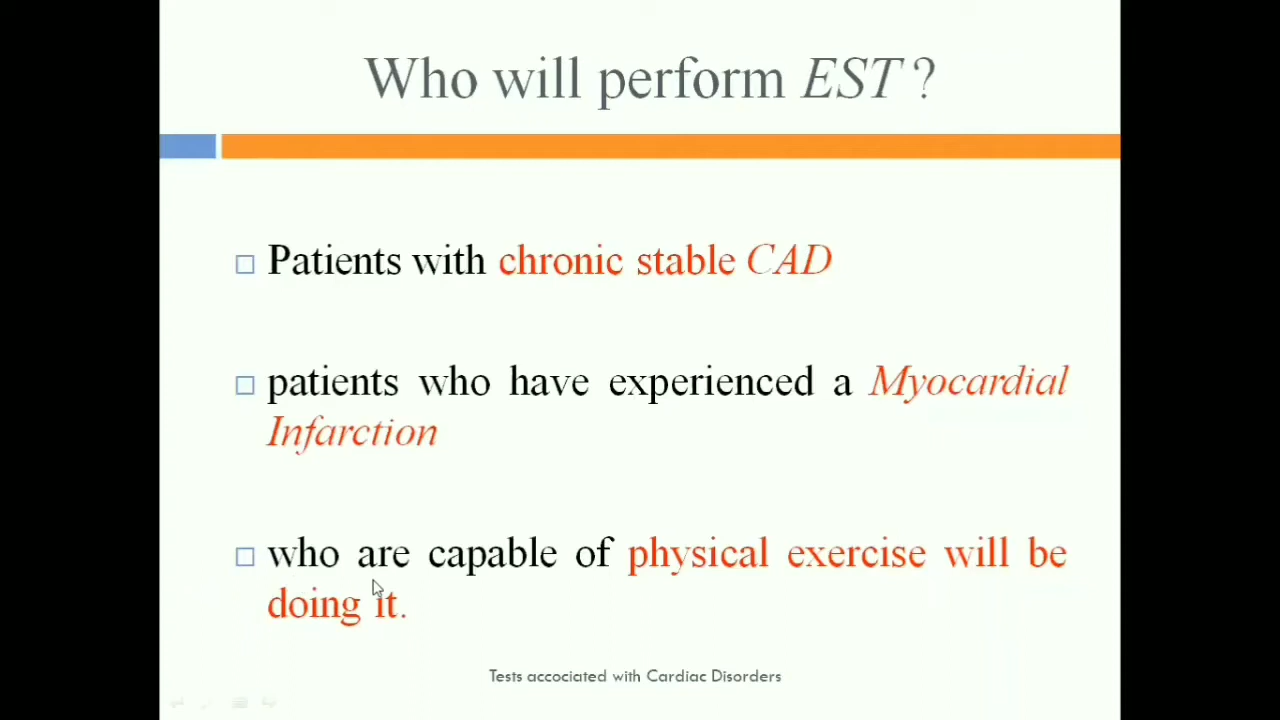 Who will perform EST ?
Patients with chronic stable CAD
patients who have experienced a Myocardial
Infarction
who are capable of physical exercise will be
doing it.
Tests accociated with Cardiac Disorders